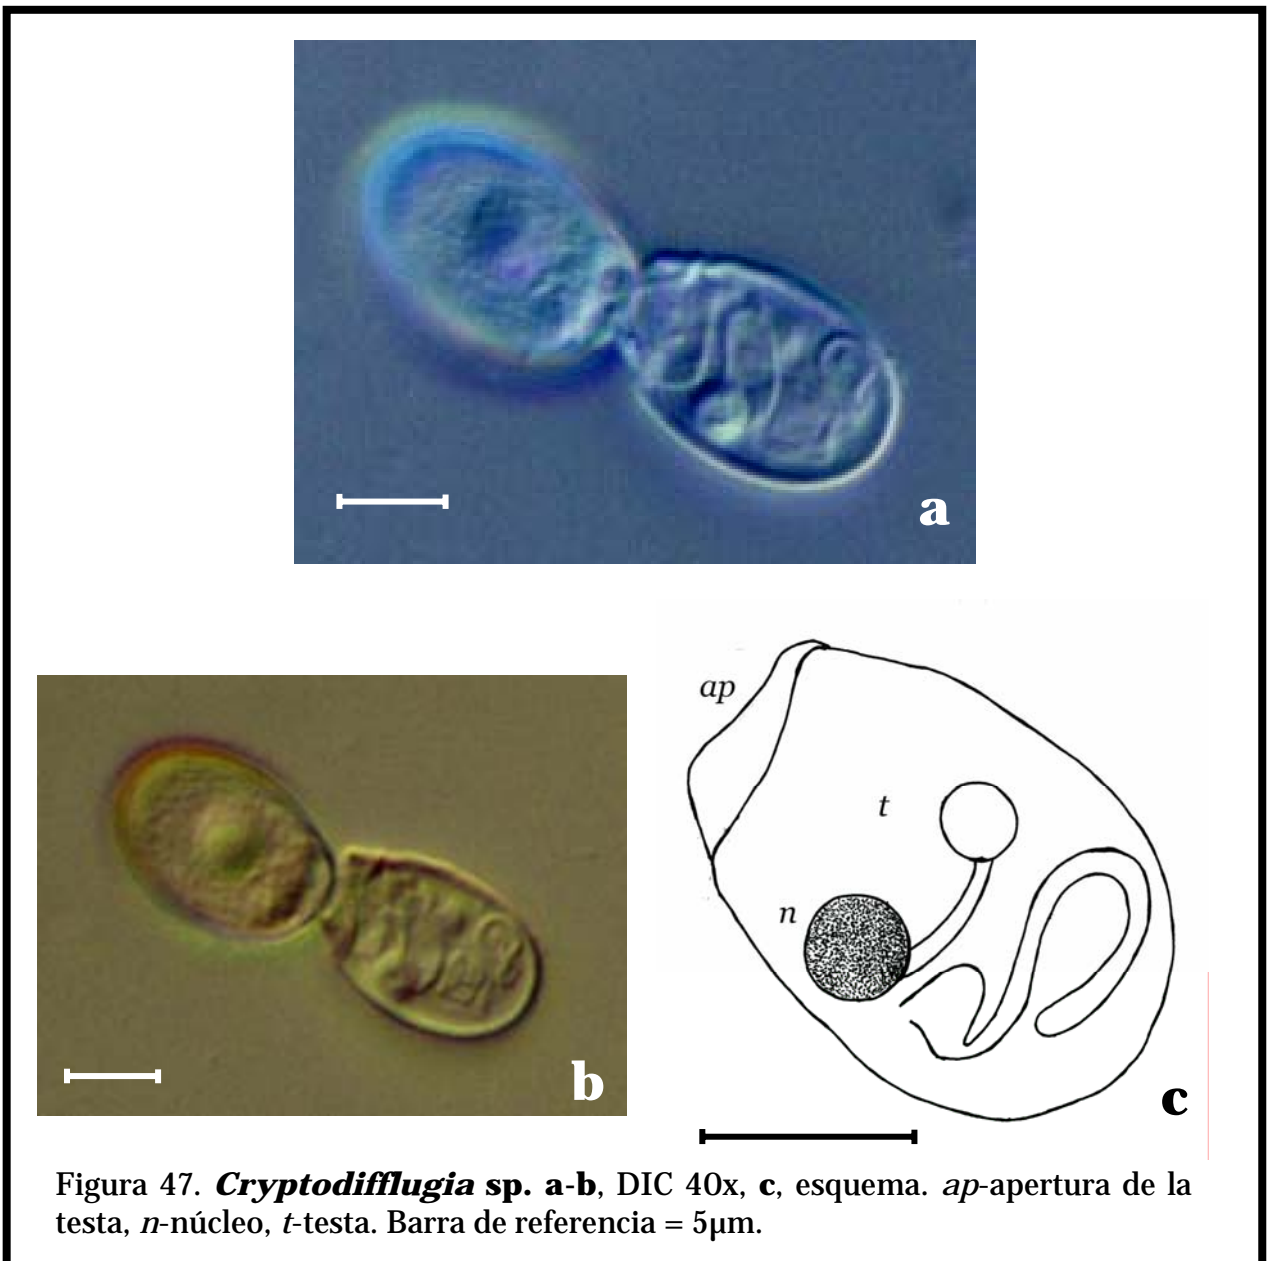 a
ap
t
n
b
c
Figura 47. Cryptodifflugia sp. a-b, DIC 40x, c, esquema. ap-apertura de la
testa, n-núcleo, t-testa. Barra de referencia = 5µm.